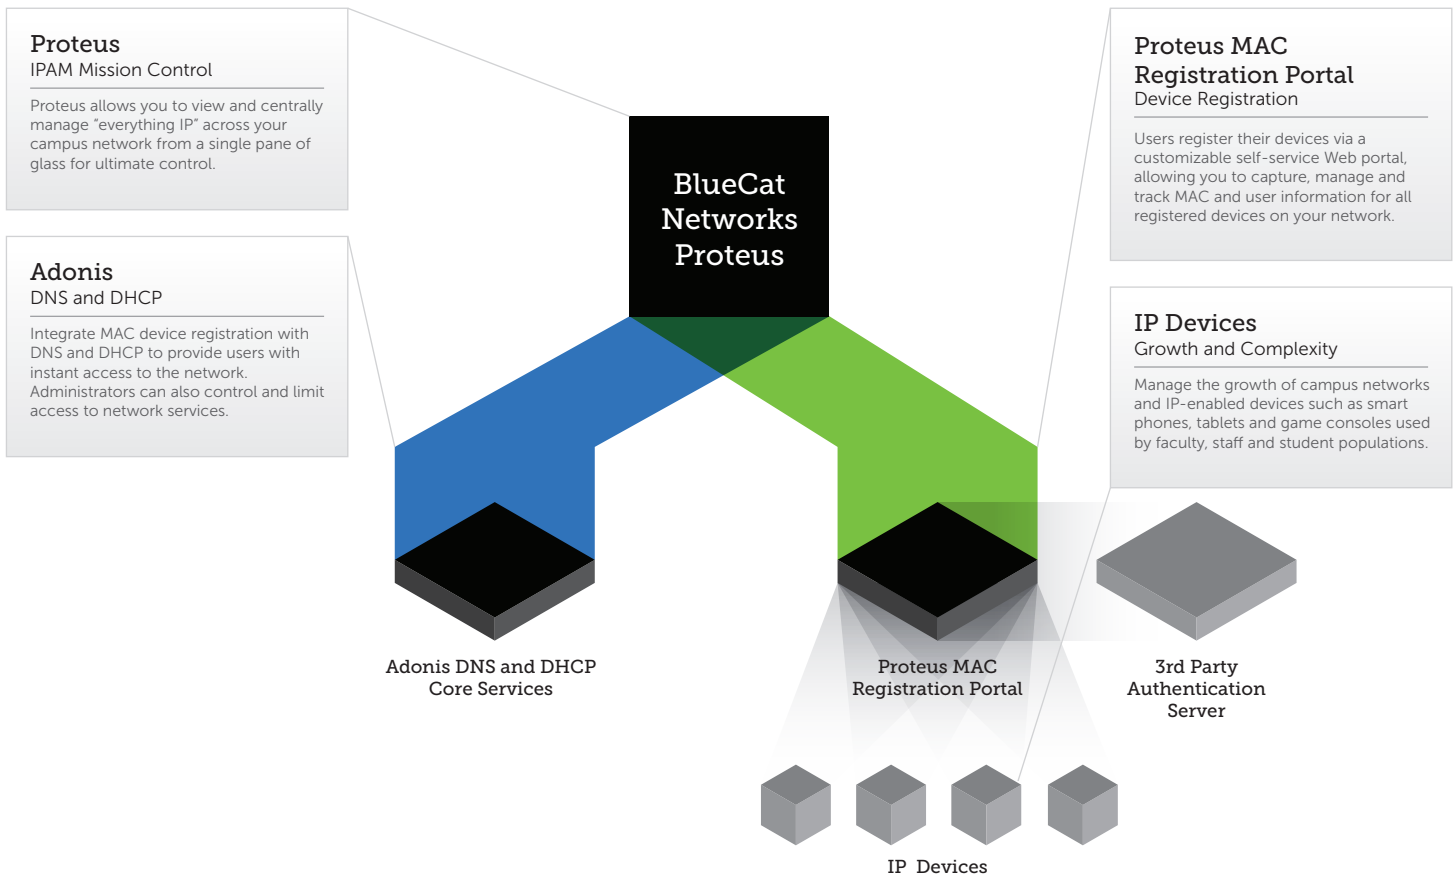 Proteus
IPAM Mission Control
Proteus allows you to view and centrally
manage “everything IP” across your
campus network from a single pane of
glass for ultimate control.
Adonis
DNS and DHCP
Integrate MAC device registration with
DNS and DHCP to provide users with
instant access to the network.
Administrators can also control and limit
access to network services.
BlueCat
Networks
Proteus
Proteus MAC
Registration Portal
Device Registration
Users register their devices via a
customizable self-service Web portal,
allowing you to capture, manage and
track MAC and user information for all
registered devices on your network.
IP Devices
Growth and Complexity
Manage the growth of campus networks
and IP-enabled devices such as smart
phones, tablets and game consoles used
by faculty, staff and student populations.
Adonis DNS and DHCP
Core Services
Proteus MAC
Registration Portal
3rd Party
Authentication
Server
IP Devices